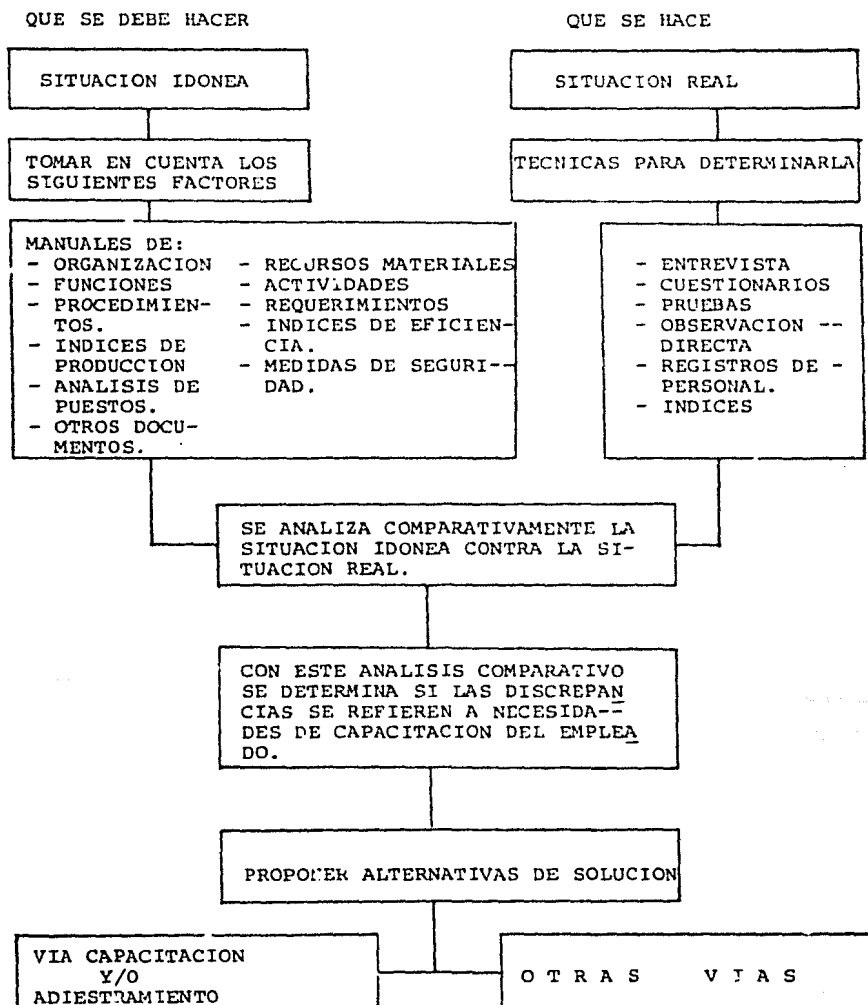 QUE SE DEBE HACER
QUE SE HACE
SITUACION IDONEA
SITUACION REAL
TOMAR EN CUENTA LOS
SIGUIENTES FACTORES
TECNICAS PARA DETERMINARLA
MANUALES DE:
- ORGANIZACION
- FUNCIONES
- PROCEDIMIEN-
TOS.
- INDICES DE
PRODUCCION
- ANALISIS DE
PUESTOS.
- OTROS DOCU-
MENTOS.
- RECURSOS MATERIALES
- ACTIVIDADES
- REQUERIMIENTOS
- INDICES DE EFICIEN-
CIA.
- MEDIDAS DE SEGURI--
DAD.
- ENTREVISTA
- CUESTIONARIOS
- PRUEBAS
- OBSERVACION --
DIRECTA
- REGISTROS DE -
PERSONAL.
- INDICES
SE ANALIZA COMPARATIVAMENTE LA
SITUACION IDONEA CONTRA LA SI-
TUACION REAL.
CON ESTE ANALISIS COMPARATIVO
SE DETERMINA SI LAS DISCREPAN
CIAS SE REFIEREN A NECESIDA--
DES DE CAPACITACION DEL EMPLEA
DO.
PROPONER ALTERNATIVAS DE SOLUCION
VIA CAPACITACION
Y/O
ADIESTRAMIENTO
O T R A S V I A S